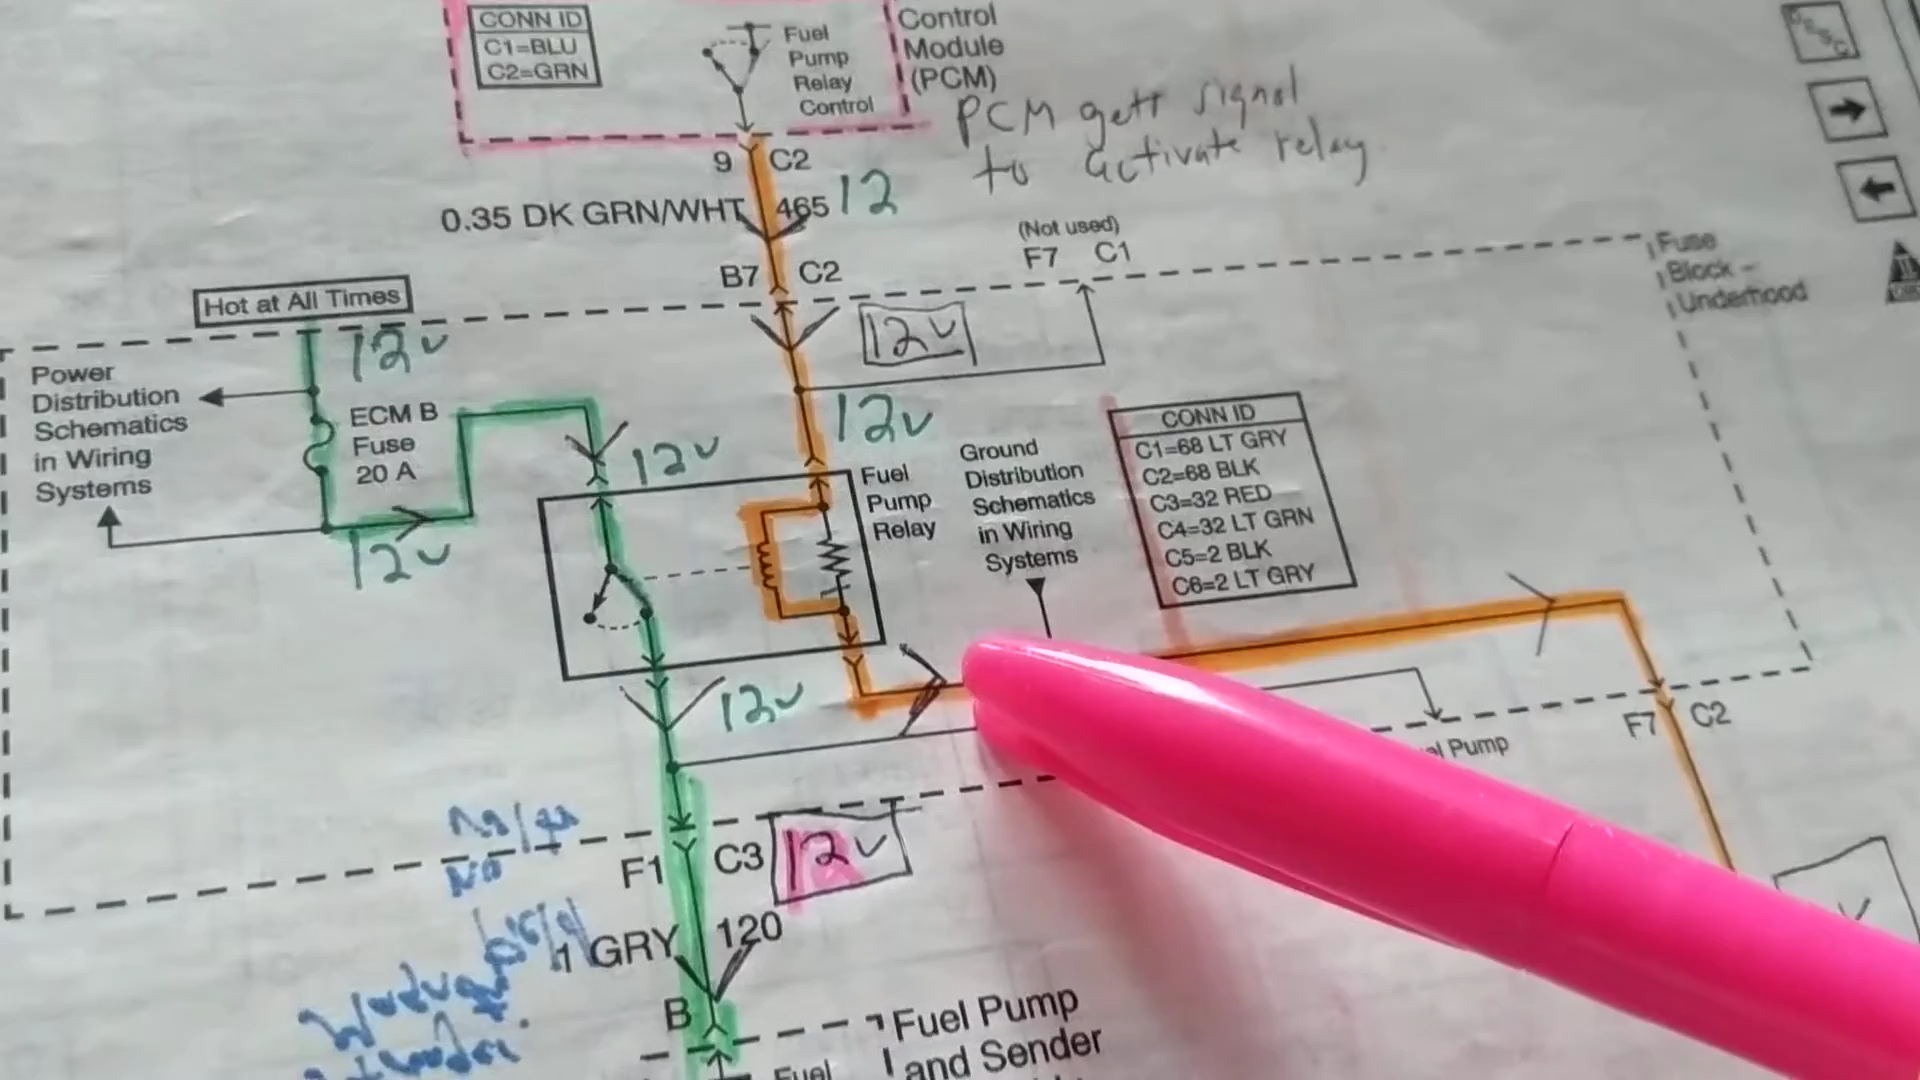 CONN ID
C1=BLU
C2=GRN
Fuel
Pump
Relay
Control
Control
Module
(PCM)
PCM gett signal
to activate relay
9 C2
0.35 DK GRN/WHT 465 12
(Not used)
F7 C1
B7 C2
Fuse
Block -
Underhood
Hot at All Times
12v
12v
Power
Distribution
Schematics
in Wiring
Systems
ECM B
Fuse
20 A
12v
12v
12v
Fuel
Pump
Relay
Ground
Distribution
Schematics
in Wiring
Systems
CONN ID
C1=68 LT GRY
C2=68 BLK
C3=32 RED
C4=32 LT GRN
C5=2 BLK
C6=2 LT GRY
12v
F7 C2
Pump
F1 C3 12v
1 GRY 120
B
Fuel Pump
and Sender
Fuel